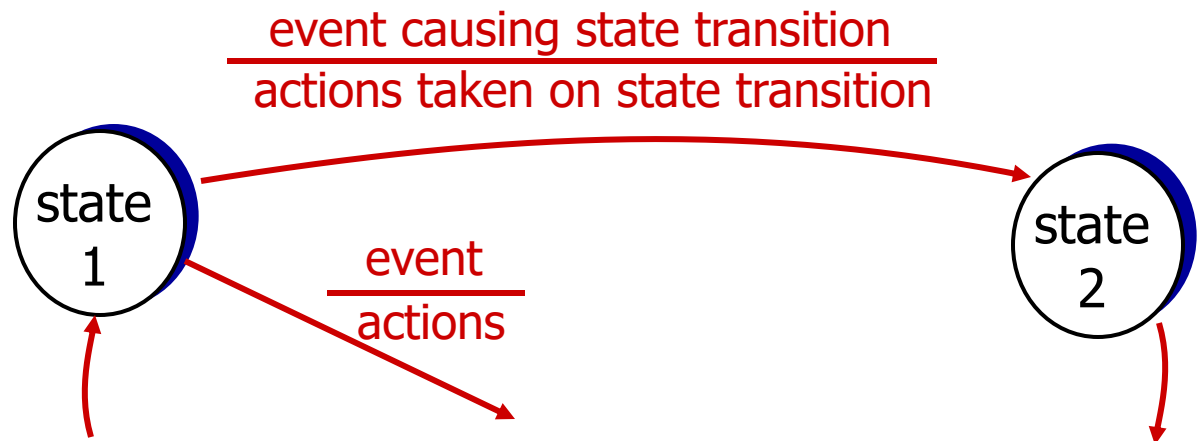 event causing state transition
actions taken on state transition
state
1
event
actions
state
2